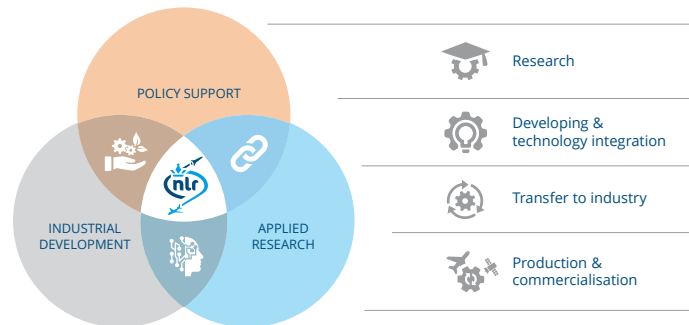 POLICY SUPPORT
nlr
INDUSTRIAL
DEVELOPMENT
APPLIED
RESEARCH
Research
Developing &
technology integration
Transfer to industry
Production &
commercialisation